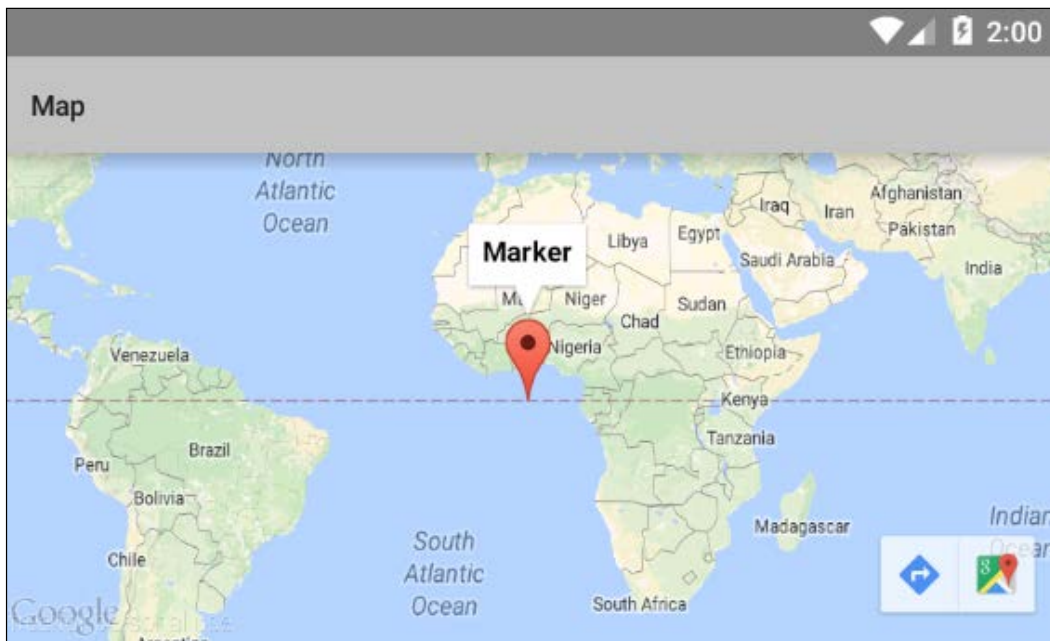 2:00
Map
North
Atlantic
Ocean
Afghanistan
Iraq
Iran
Pakistan
Egypt
Libya
Saudi Arabia
India
Marker
Niger
Sudan
Chad
Nigeria
Ethiopia
Venezuela
Kenya
Tanzania
Brazil
Peru
Bolivia
Madagascar
South
Atlantic
Ocean
Chile
South Africa
Google